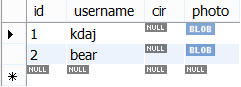 id username cir photo
1 kdaj NULL BLOB
2 bear NULL BLOB
NULL NULL NULL NULL